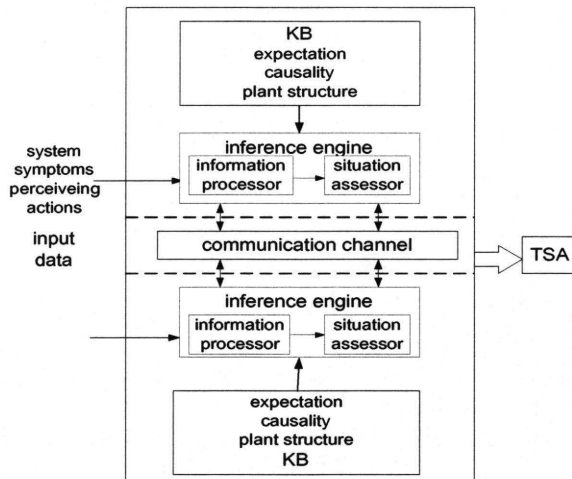 KB
expectation
causality
plant structure
inference engine
information
processor
situation
assessor
system
symptoms
perceiveing
actions
input
data
communication channel
TSA
inference engine
information
processor
situation
assessor
expectation
causality
plant structure
KB